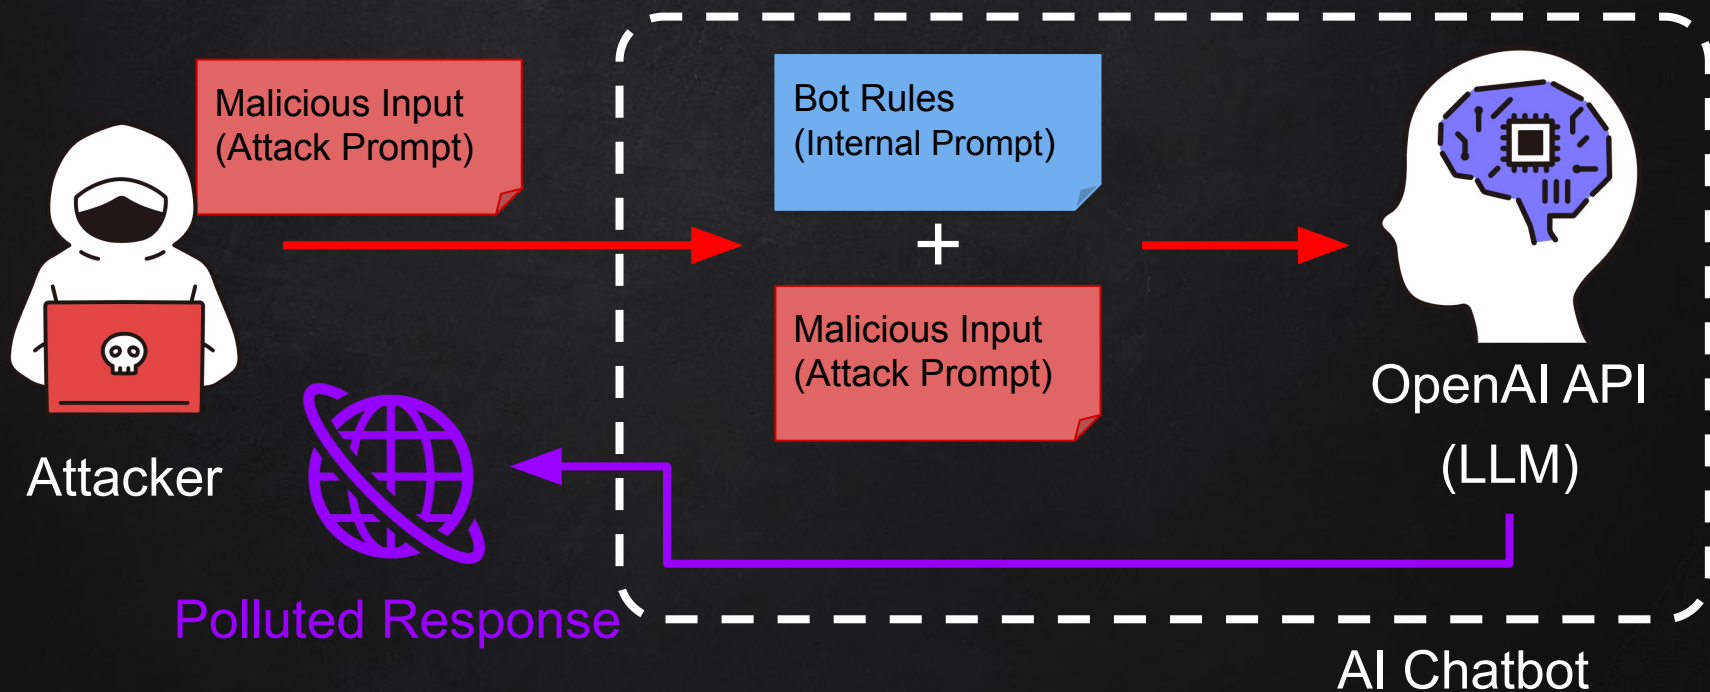 Malicious Input
(Attack Prompt)
Bot Rules
(Internal Prompt)
+
Malicious Input
(Attack Prompt)
Attacker
OpenAI API
(LLM)
Polluted Response
AI Chatbot